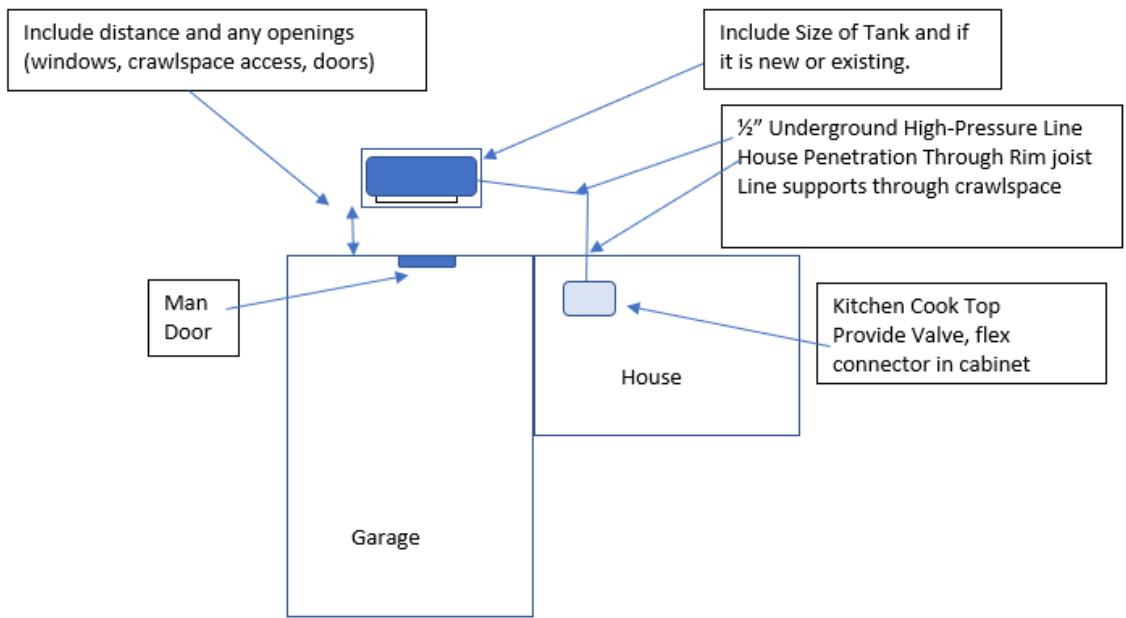 Include distance and any openings
(windows, crawlspace access, doors)
Include Size of Tank and if
it is new or existing.
½” Underground High-Pressure Line
House Penetration Through Rim joist
Line supports through crawlspace
Man
Door
Kitchen Cook Top
Provide Valve, flex
connector in cabinet
House
Garage